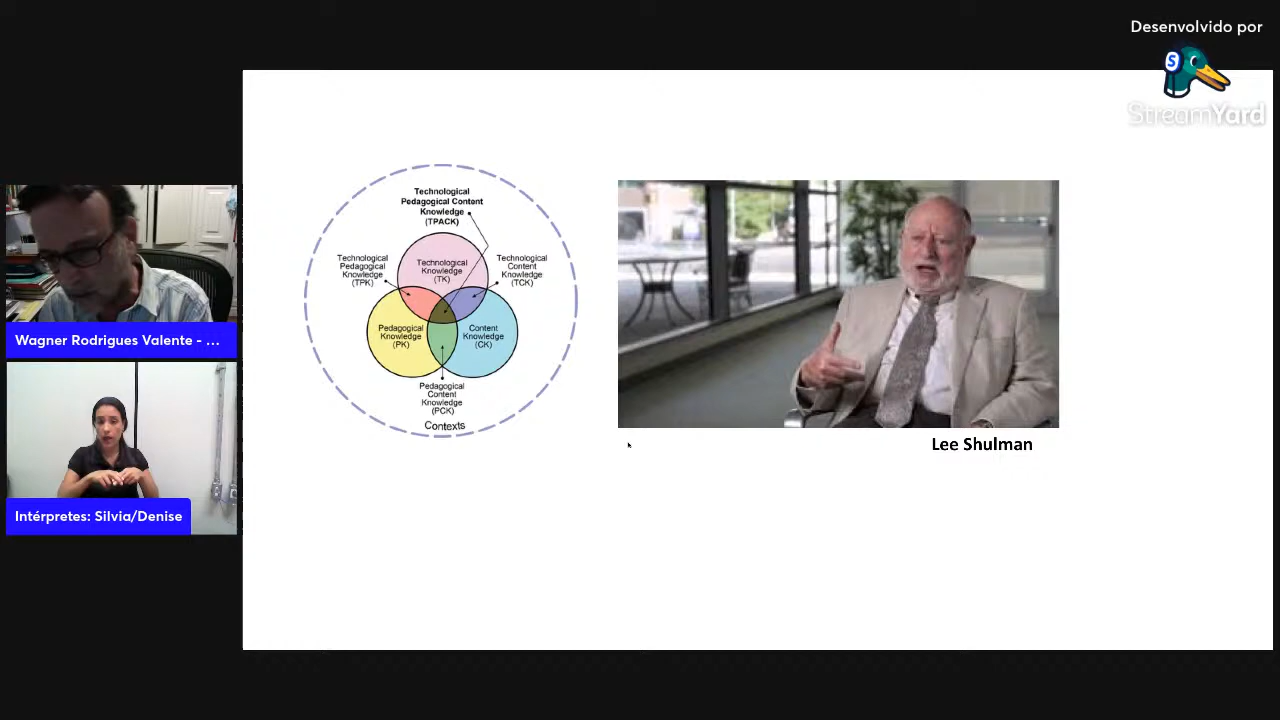 Desenvolvido por
S
StreamYard
Technological
Pedagogical Content
Knowledge
(TPACK)
Technological
Pedagogical
Knowledge
(TPK)
Technological
Knowledge
(TK)
Technological
Content
Knowledge
(TCK)
Pedagogical
Knowledge
(PK)
Content
Knowledge
(CK)
Pedagogical
Content
Knowledge
(PCK)
Contexts
Lee Shulman
Wagner Rodrigues Valente - ...
Intérpretes: Silvia/Denise